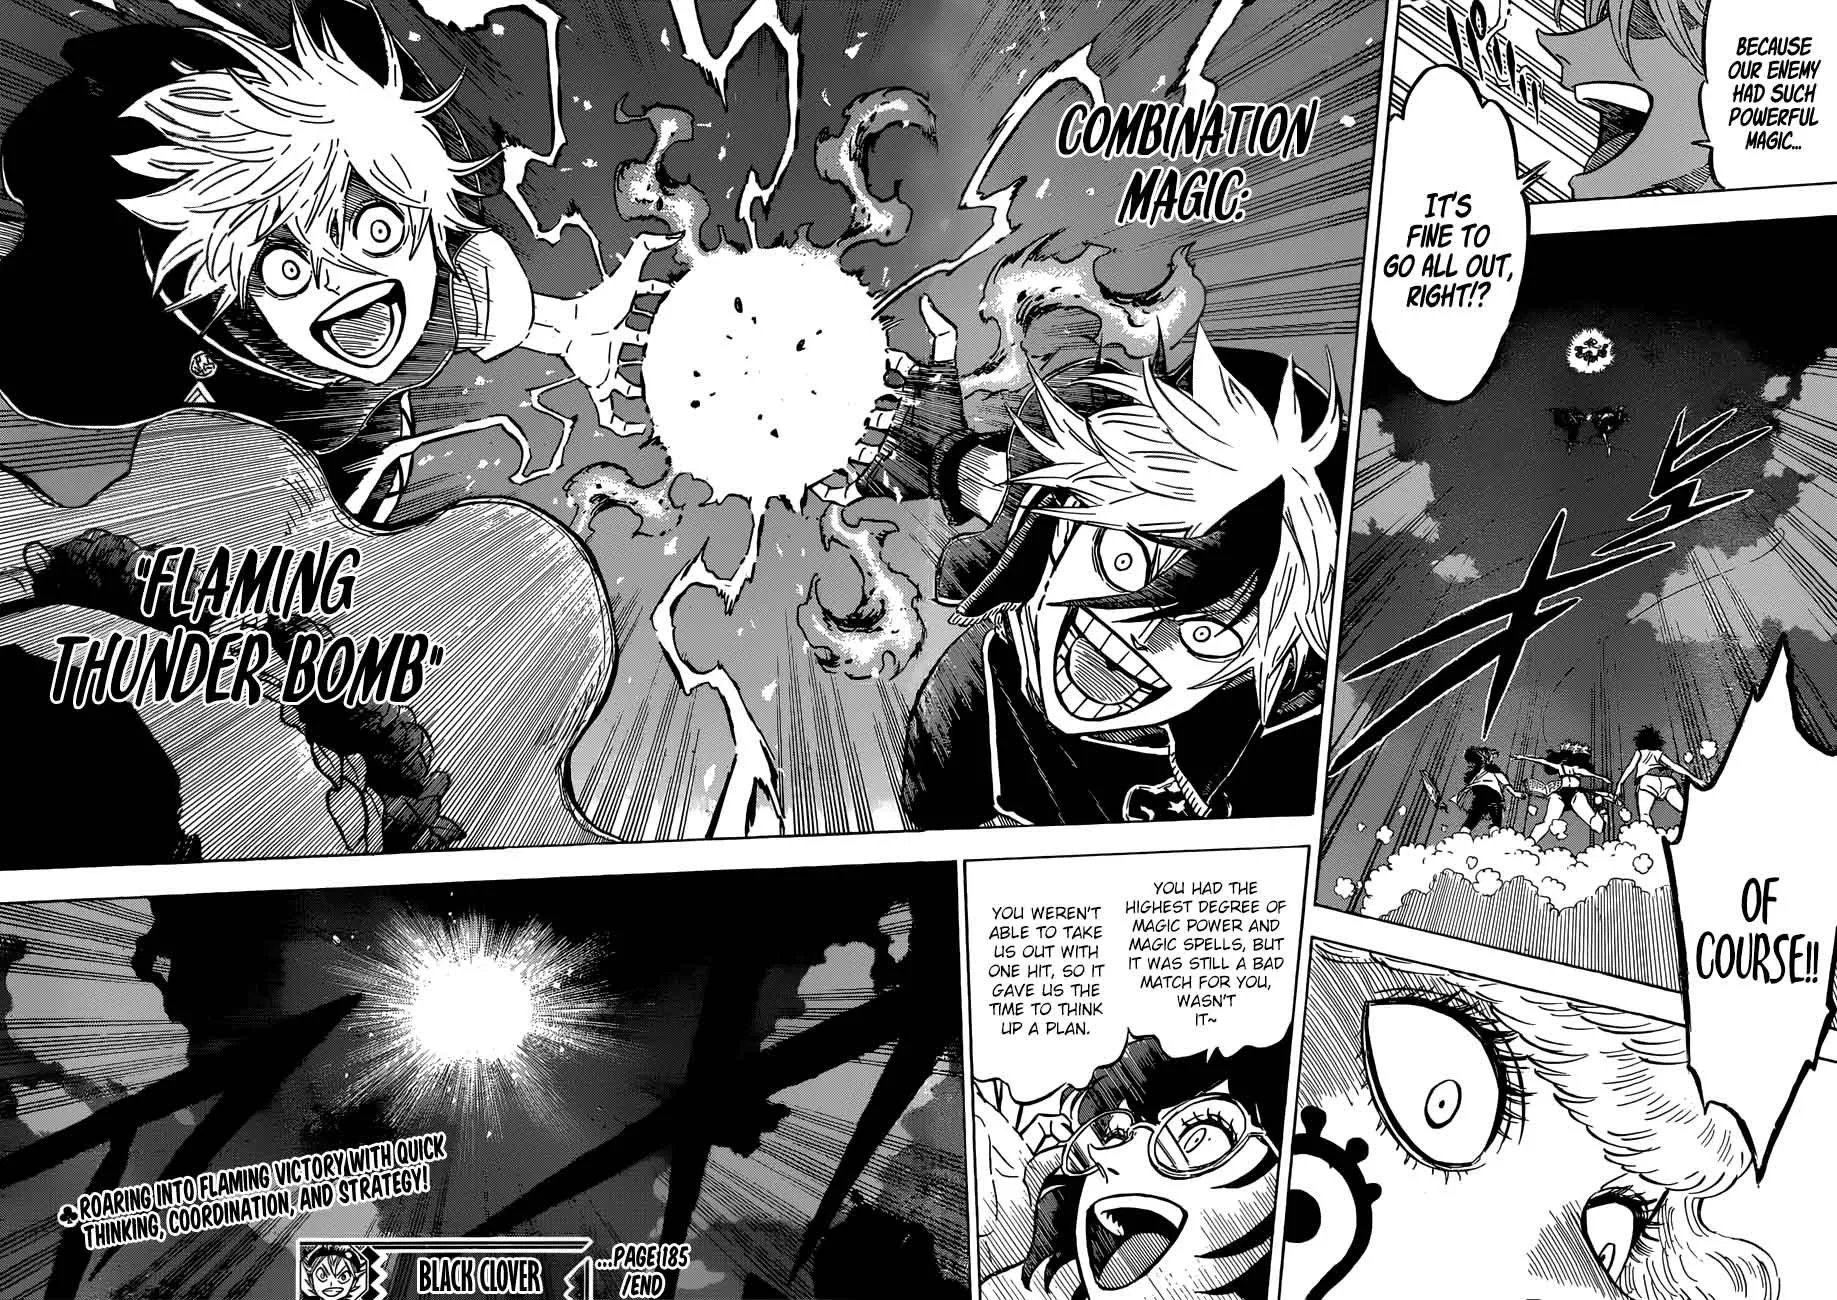 BECAUSE
OUR ENEMY
HAD SUCH
POWERFUL
MAGIC...
IT'S
FINE TO
GO ALL OUT,
RIGHT!?
OF
COURSE!!
COMBINATION
MAGIC:
"FLAMING
THUNDER BOMB"
YOU HAD THE
HIGHEST DEGREE OF
MAGIC POWER AND
MAGIC SPELLS, BUT
IT WAS STILL A BAD
MATCH FOR YOU,
WASN'T
IT~
YOU WEREN'T
ABLE TO TAKE
US OUT WITH
ONE HIT, SO IT
GAVE US THE
TIME TO THINK
UP A PLAN.
♣ROARING INTO FLAMING VICTORY WITH QUICK
THINKING, COORDINATION, AND STRATEGY!
BLACK CLOVER
...PAGE 185
/END